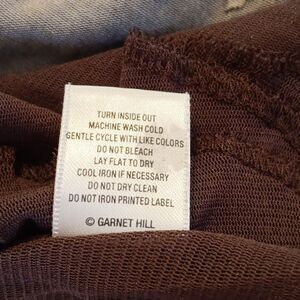 TURN INSIDE OUT
MACHINE WASH COLD
GENTLE CYCLE WITH LIKE COLORS
DO NOT BLEACH
LAY FLAT TO DRY
COOL IRON IF NECESSARY
DO NOT DRY CLEAN
DO NOT IRON PRINTED LABEL
© GARNET HILL